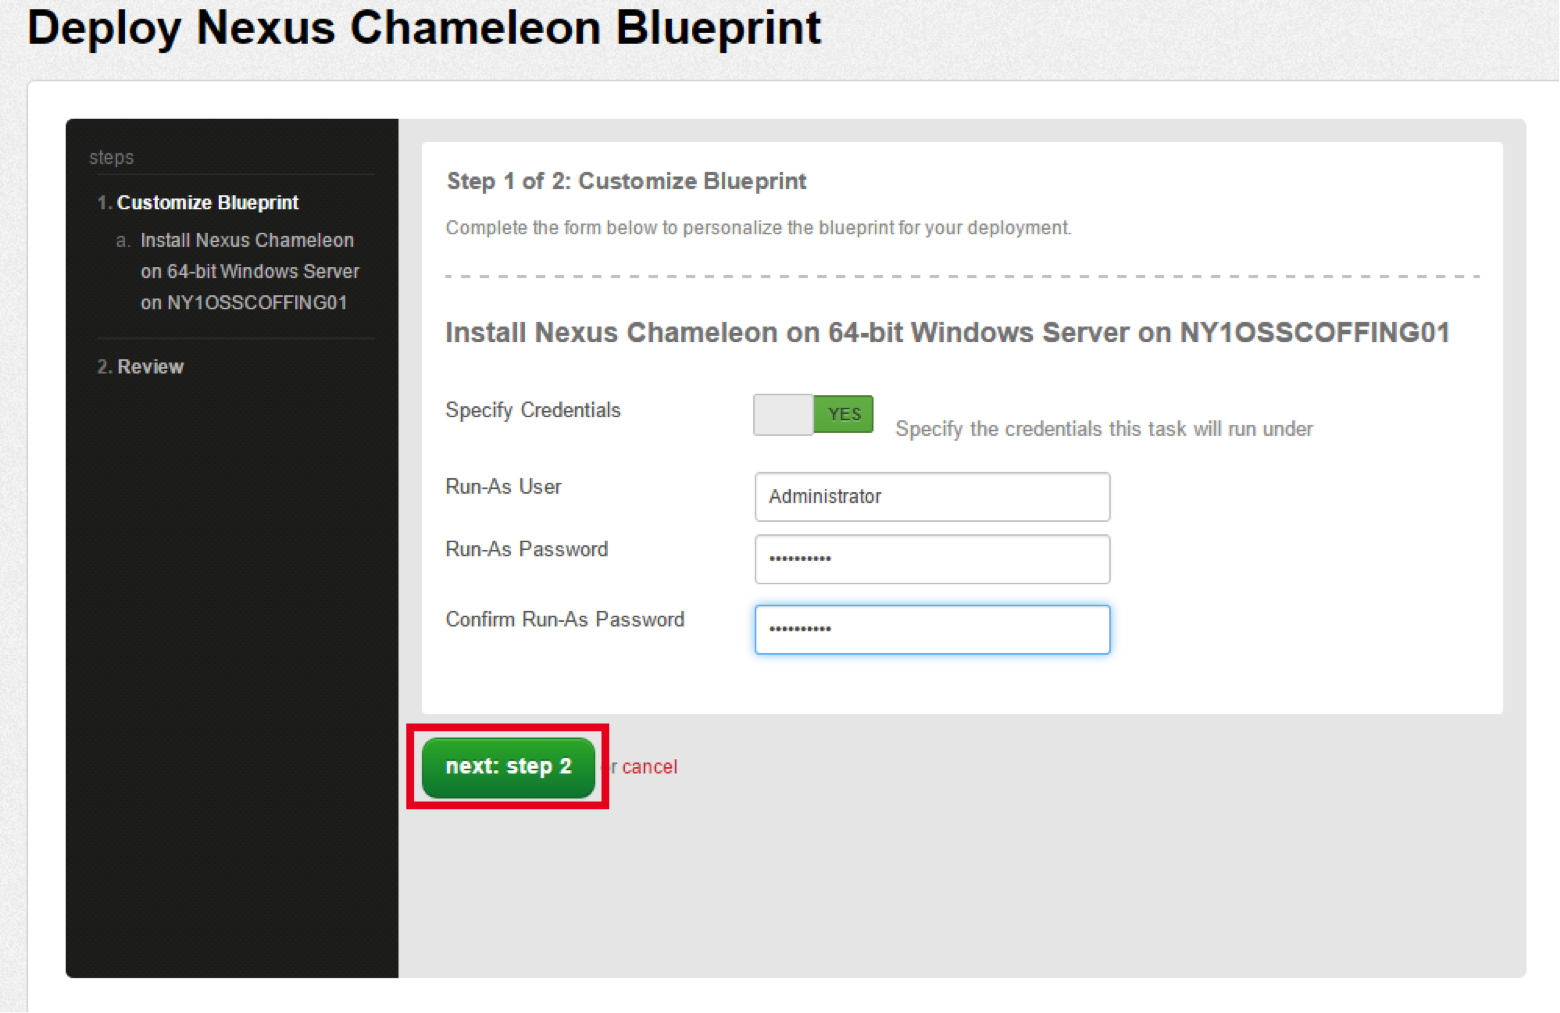 Deploy Nexus Chameleon Blueprint
steps
1. Customize Blueprint
a. Install Nexus Chameleon
on 64-bit Windows Server
on NY1OSSCOFFING01
2. Review
Step 1 of 2: Customize Blueprint
Complete the form below to personalize the blueprint for your deployment.
Install Nexus Chameleon on 64-bit Windows Server on NY1OSSCOFFING01
Specify Credentials
YES
Specify the credentials this task will run under
Run-As User
Administrator
Run-As Password
••••••••••
Confirm Run-As Password
••••••••••
next: step 2
r cancel